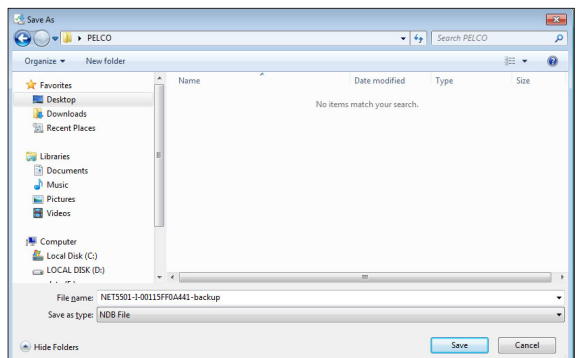 Save As
PELCO
Search PELCO
Organize
New folder
Name
Date modified
Type
Size
Favorites
Desktop
Downloads
Recent Places
No items match your search.
Libraries
Documents
Music
Pictures
Videos
Computer
Local Disk (C:)
LOCAL DISK (D:)
File name: NET5501-I-00115FF0A441-backup
Save as type: NDB File
Hide Folders
Save
Cancel